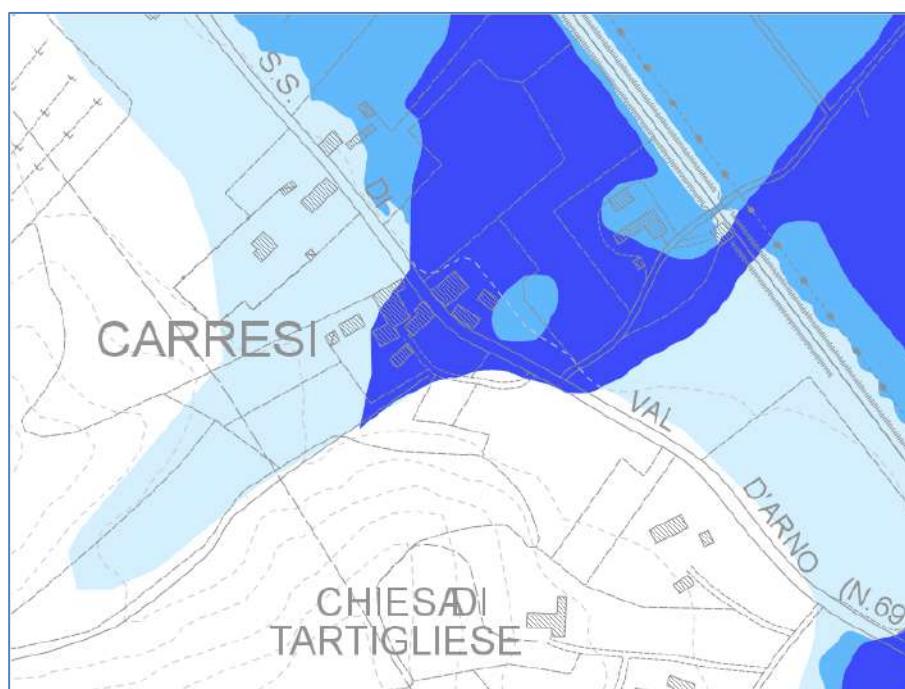 S.S.
DI
CARRESI
VAL
D'ARNO
(N.69
CHIESA DI
TARTIGLIESE